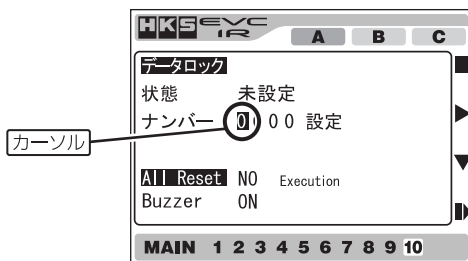 HKS EVC IR
A B C
データロック
状態 未設定
ナンバー 0 0 0 設定
カーソル
All Reset NO Execution
Buzzer ON
MAIN 1 2 3 4 5 6 7 8 9 10